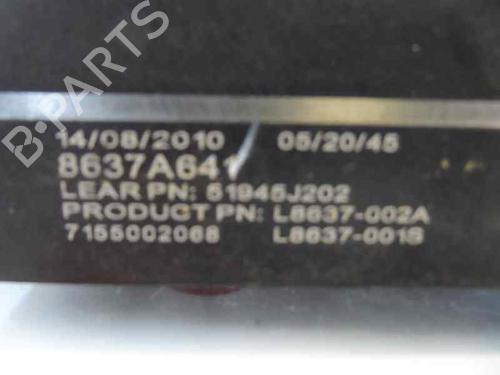 14/08/2010 05/20/45
8637A641
LEAR PN: 51945J202
PRODUCT PN: L8637-002A
7155002068 L8637-001S
B-PARTS